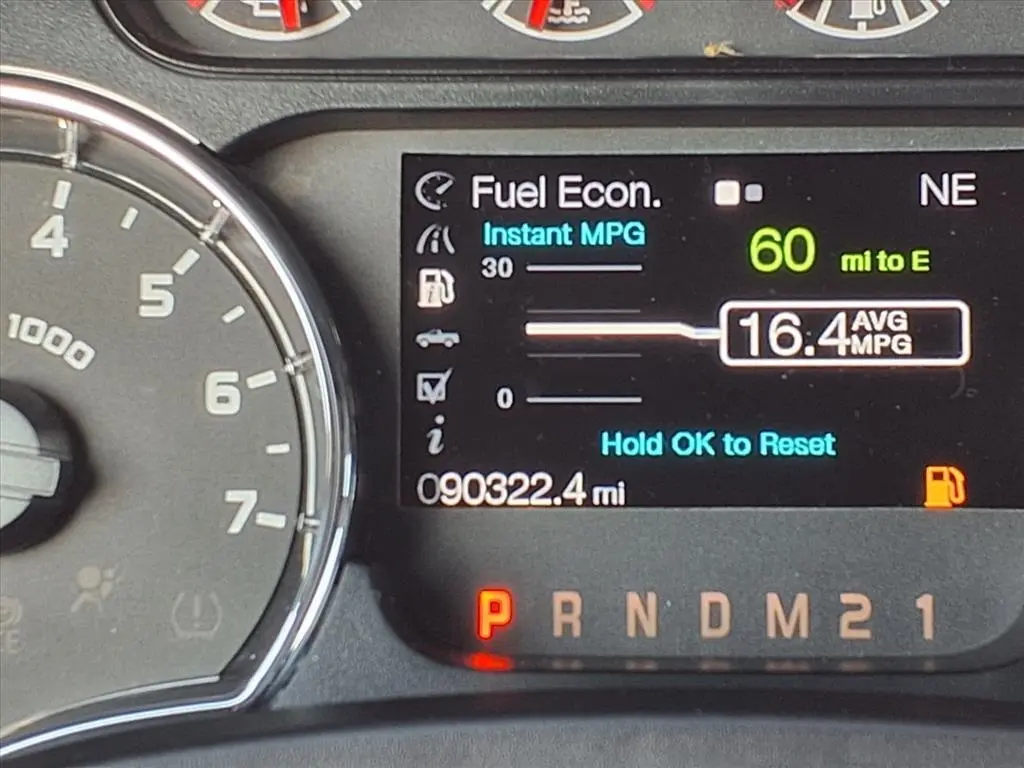 Fuel Econ.
NE
Instant MPG
60 mi to E
30
16.4 AVG
MPG
0
i
Hold OK to Reset
090322.4 mi
P R N D M 2 1
4
5
1000
6
7